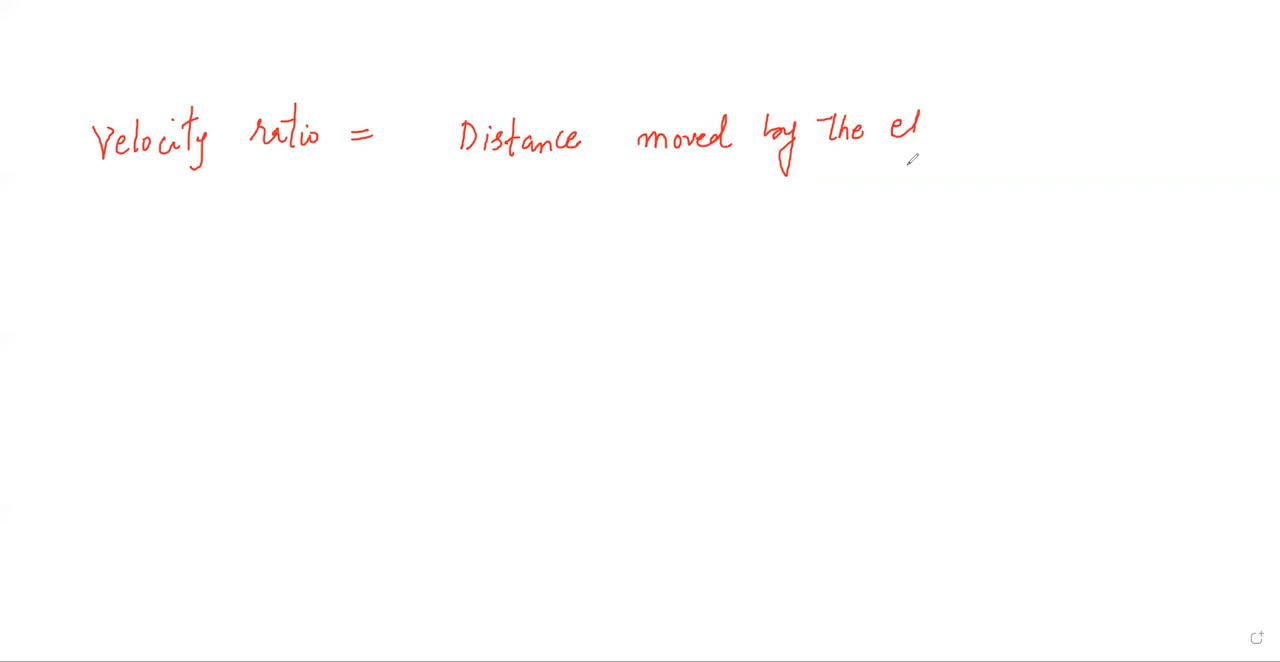 Velocity ratio = Distance moved by the